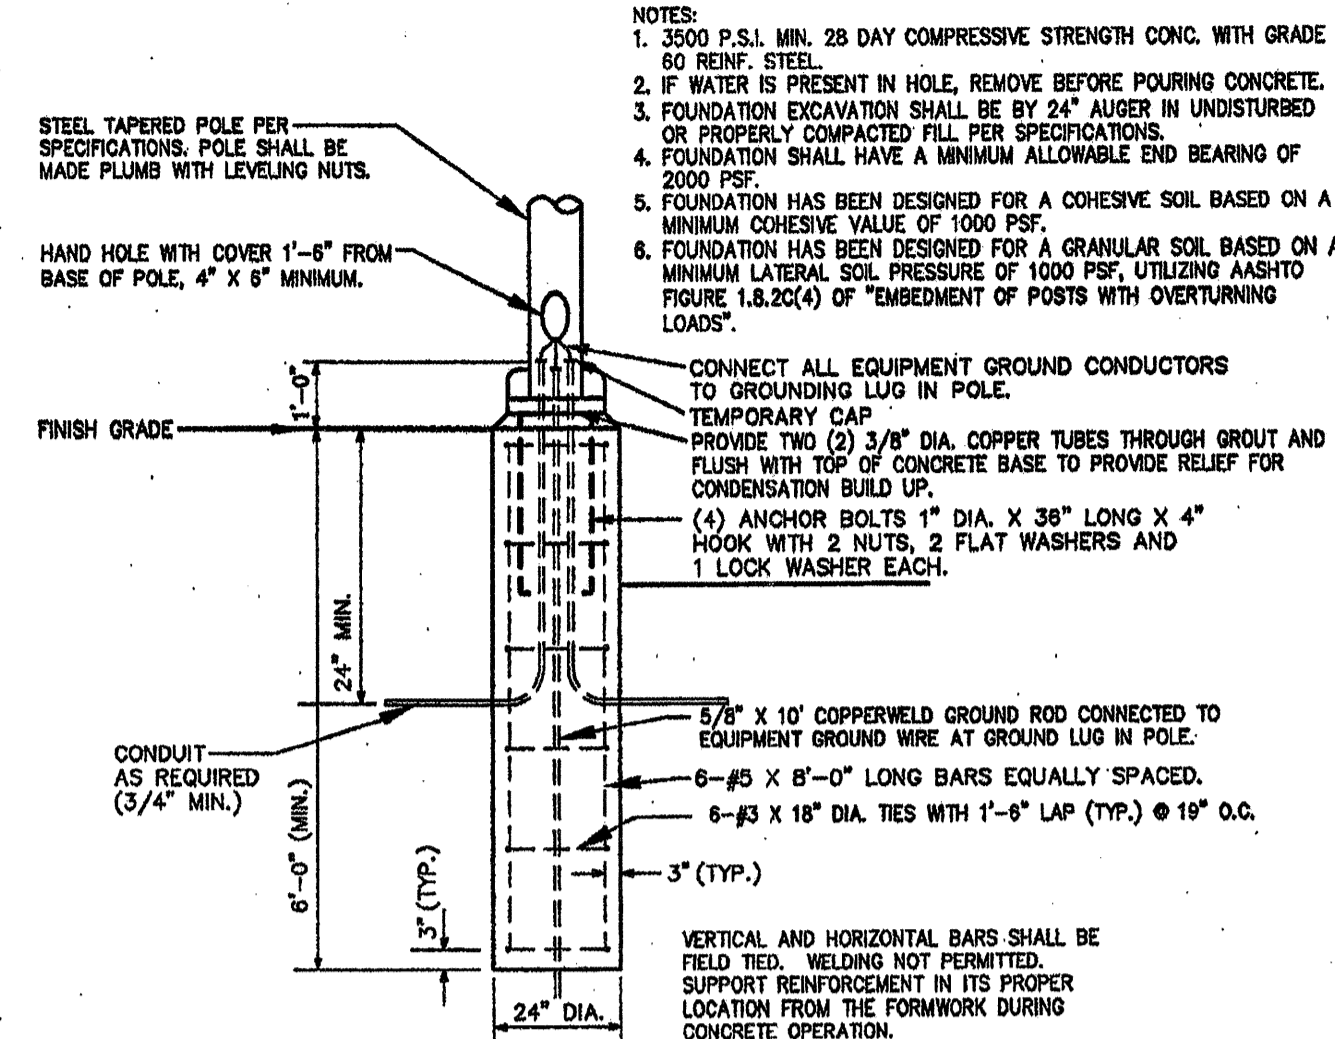 NOTES:
1. 3500 P.S.I. MIN. 28 DAY COMPRESSIVE STRENGTH CONC. WITH GRADE
60 REINF. STEEL.
2. IF WATER IS PRESENT IN HOLE, REMOVE BEFORE POURING CONCRETE.
3. FOUNDATION EXCAVATION SHALL BE BY 24" AUGER IN UNDISTURBED
OR PROPERLY COMPACTED FILL PER SPECIFICATIONS.
4. FOUNDATION SHALL HAVE A MINIMUM ALLOWABLE END BEARING OF
2000 PSF.
5. FOUNDATION HAS BEEN DESIGNED FOR A COHESIVE SOIL BASED ON A
MINIMUM COHESIVE VALUE OF 1000 PSF.
6. FOUNDATION HAS BEEN DESIGNED FOR A GRANULAR SOIL BASED ON A
MINIMUM LATERAL SOIL PRESSURE OF 1000 PSF, UTILIZING AASHTO
FIGURE 1.8.2C(4) OF "EMBEDMENT OF POSTS WITH OVERTURNING
LOADS".
STEEL TAPERED POLE PER
SPECIFICATIONS. POLE SHALL BE
MADE PLUMB WITH LEVELING NUTS.
HAND HOLE WITH COVER 1'-6" FROM
BASE OF POLE, 4" X 6" MINIMUM.
1'-0"
FINISH GRADE
CONNECT ALL EQUIPMENT GROUND CONDUCTORS
TO GROUNDING LUG IN POLE.
TEMPORARY CAP
PROVIDE TWO (2) 3/8" DIA. COPPER TUBES THROUGH GROUT AND
FLUSH WITH TOP OF CONCRETE BASE TO PROVIDE RELIEF FOR
CONDENSATION BUILD UP.
(4) ANCHOR BOLTS 1" DIA. X 36" LONG X 4"
HOOK WITH 2 NUTS, 2 FLAT WASHERS AND
1 LOCK WASHER EACH.
24" MIN.
5/8" X 10' COPPERWELD GROUND ROD CONNECTED TO
EQUIPMENT GROUND WIRE AT GROUND LUG IN POLE.
CONDUIT
AS REQUIRED
(3/4" MIN.)
6-#5 X 8'-0" LONG BARS EQUALLY SPACED.
6-#3 X 18" DIA. TIES WITH 1'-6" LAP (TYP.) @ 19" O.C.
6'-0" (MIN.)
3" (TYP.)
3" (TYP.)
24" DIA.
VERTICAL AND HORIZONTAL BARS SHALL BE
FIELD TIED. WELDING NOT PERMITTED.
SUPPORT REINFORCEMENT IN ITS PROPER
LOCATION FROM THE FORMWORK DURING
CONCRETE OPERATION.